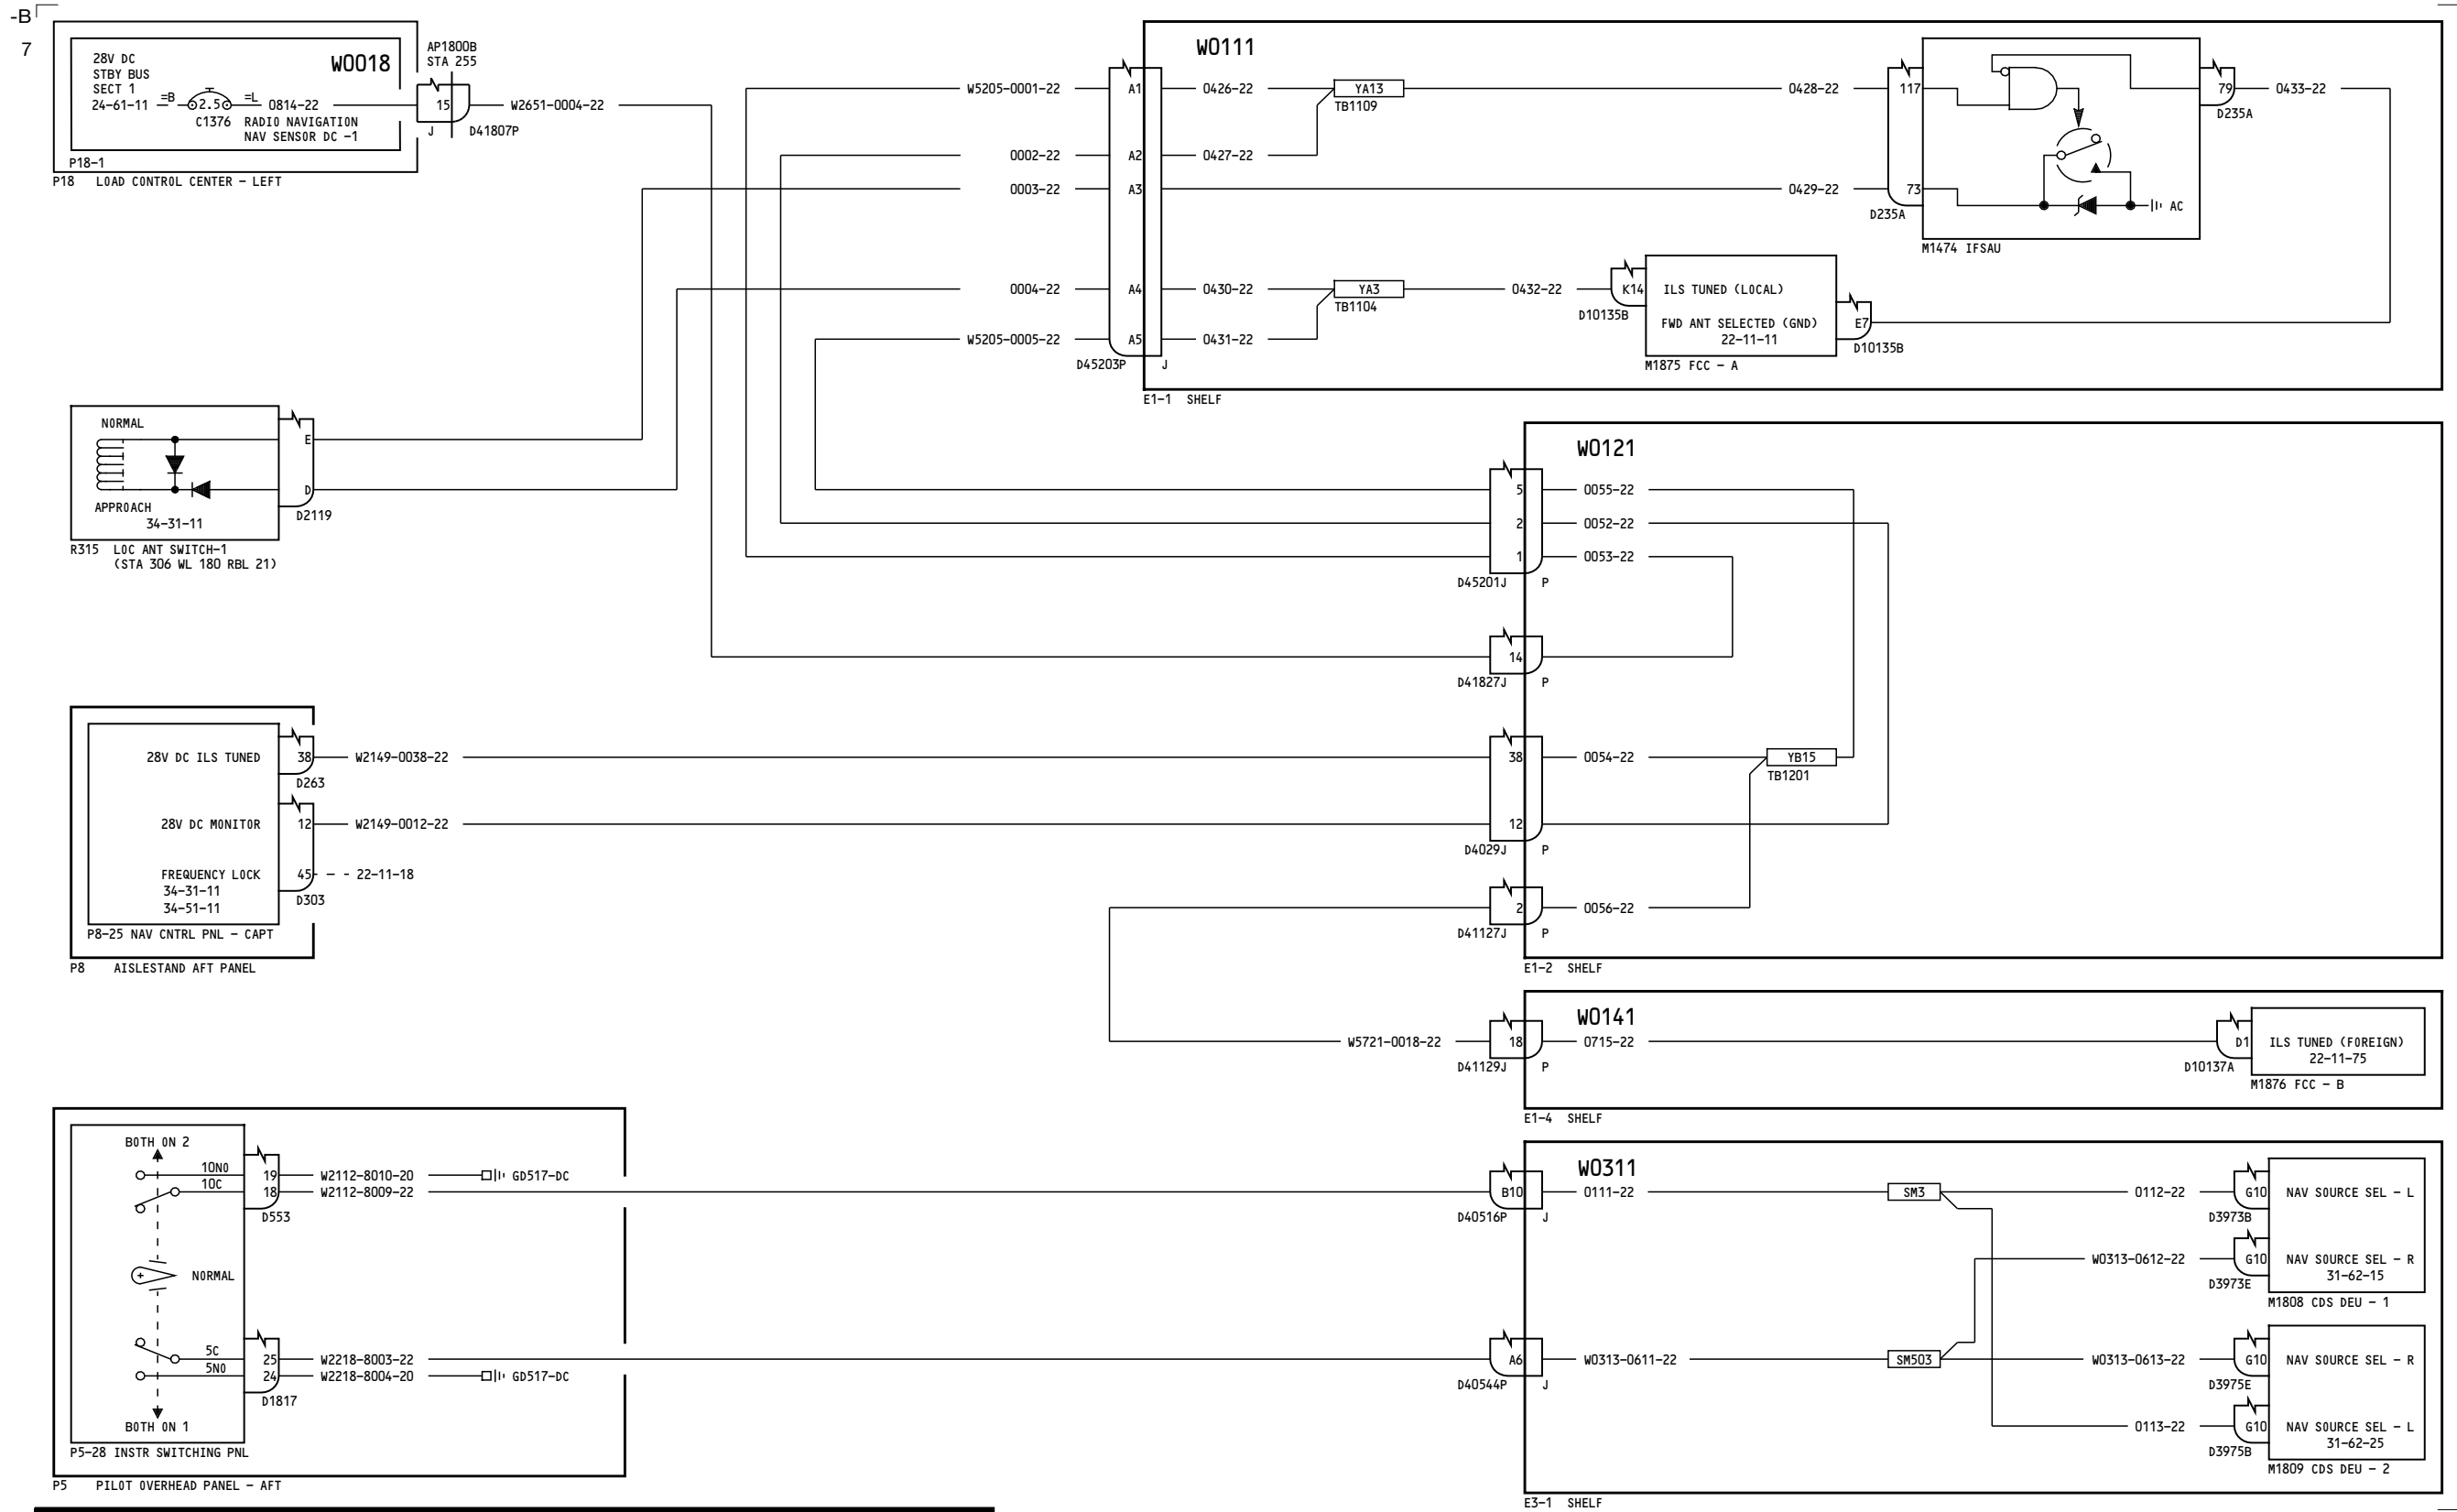 -B
7
28V DC
STBY BUS
SECT 1
24-61-11
=B
2.5
=L
0814-22
C1376
RADIO NAVIGATION
NAV SENSOR DC -1
W0018
P18-1
P18 LOAD CONTROL CENTER - LEFT
AP1800B
STA 255
15
J
D41807P
W2651-0004-22
W0111
W5205-0001-22
A1
0426-22
YA13
TB1109
0428-22
117
0002-22
A2
0427-22
0003-22
A3
0429-22
73
D235A
AC
M1474 IFSAU
79
D235A
0433-22
0004-22
A4
0430-22
YA3
TB1104
0432-22
K14
D10135B
ILS TUNED (LOCAL)
FWD ANT SELECTED (GND)
22-11-11
E7
D10135B
M1875 FCC - A
W5205-0005-22
A5
0431-22
D45203P
J
E1-1 SHELF
NORMAL
APPROACH
34-31-11
E
D
D2119
R315 LOC ANT SWITCH-1
(STA 306 WL 180 RBL 21)
W0121
5
0055-22
2
0052-22
1
0053-22
D45201J
P
14
D41827J
P
28V DC ILS TUNED
38
D263
W2149-0038-22
38
0054-22
YB15
TB1201
28V DC MONITOR
12
W2149-0012-22
12
D4029J
P
FREQUENCY LOCK
34-31-11
34-51-11
45
22-11-18
D303
P8-25 NAV CNTRL PNL - CAPT
P8 AISLESTAND AFT PANEL
2
0056-22
D41127J
P
E1-2 SHELF
W0141
W5721-0018-22
18
0715-22
D41129J
P
D1
D10137A
ILS TUNED (FOREIGN)
22-11-75
M1876 FCC - B
E1-4 SHELF
BOTH ON 2
10NO
19
W2112-8010-20
GD517-DC
10C
18
W2112-8009-22
D553
NORMAL
5C
25
W2218-8003-22
5NO
24
W2218-8004-20
GD517-DC
D1817
BOTH ON 1
P5-28 INSTR SWITCHING PNL
P5 PILOT OVERHEAD PANEL - AFT
W0311
B10
0111-22
D40516P
J
SM3
0112-22
G10
NAV SOURCE SEL - L
D3973B
W0313-0612-22
G10
NAV SOURCE SEL - R
31-62-15
D3973E
M1808 CDS DEU - 1
A6
W0313-0611-22
D40544P
J
SM503
W0313-0613-22
G10
NAV SOURCE SEL - R
D3975E
0113-22
G10
NAV SOURCE SEL - L
31-62-25
D3975B
M1809 CDS DEU - 2
E3-1 SHELF